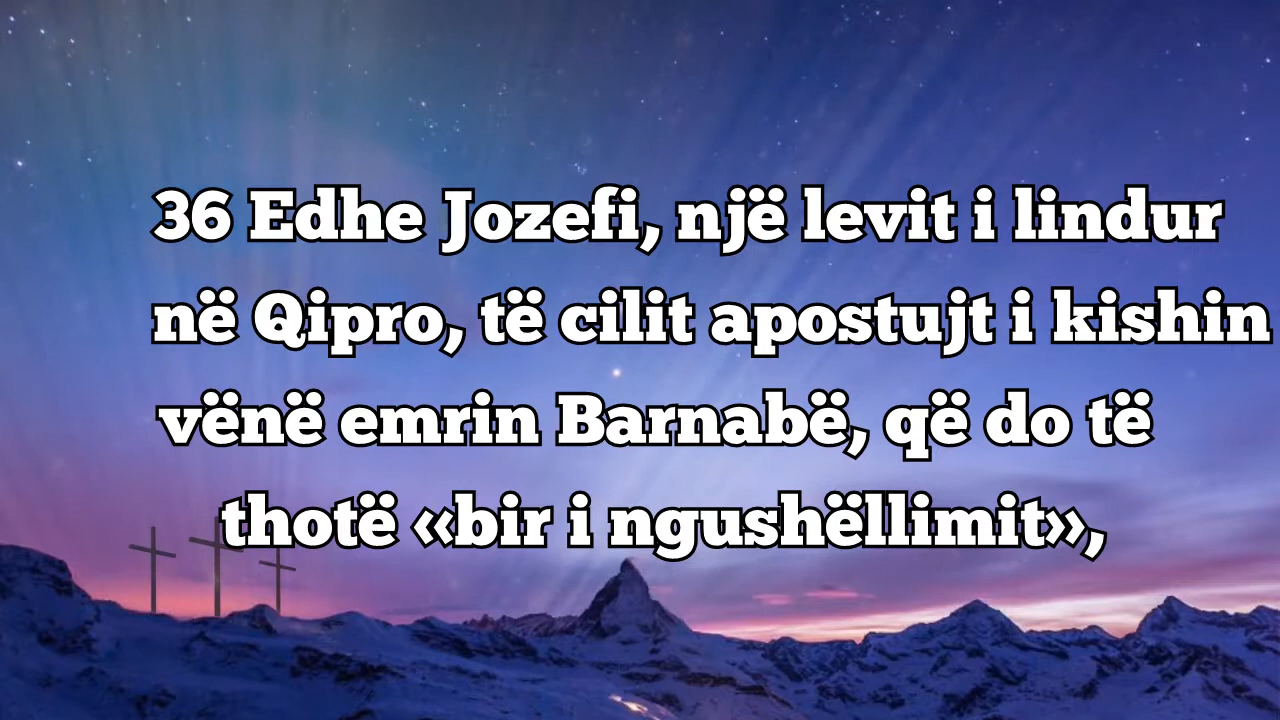 36 Edhe Jozefi, një levit i lindur
në Qipro, të cilit apostujt i kishin
vënë emrin Barnabë, që do të
thotë «bir i ngushëllimit»,